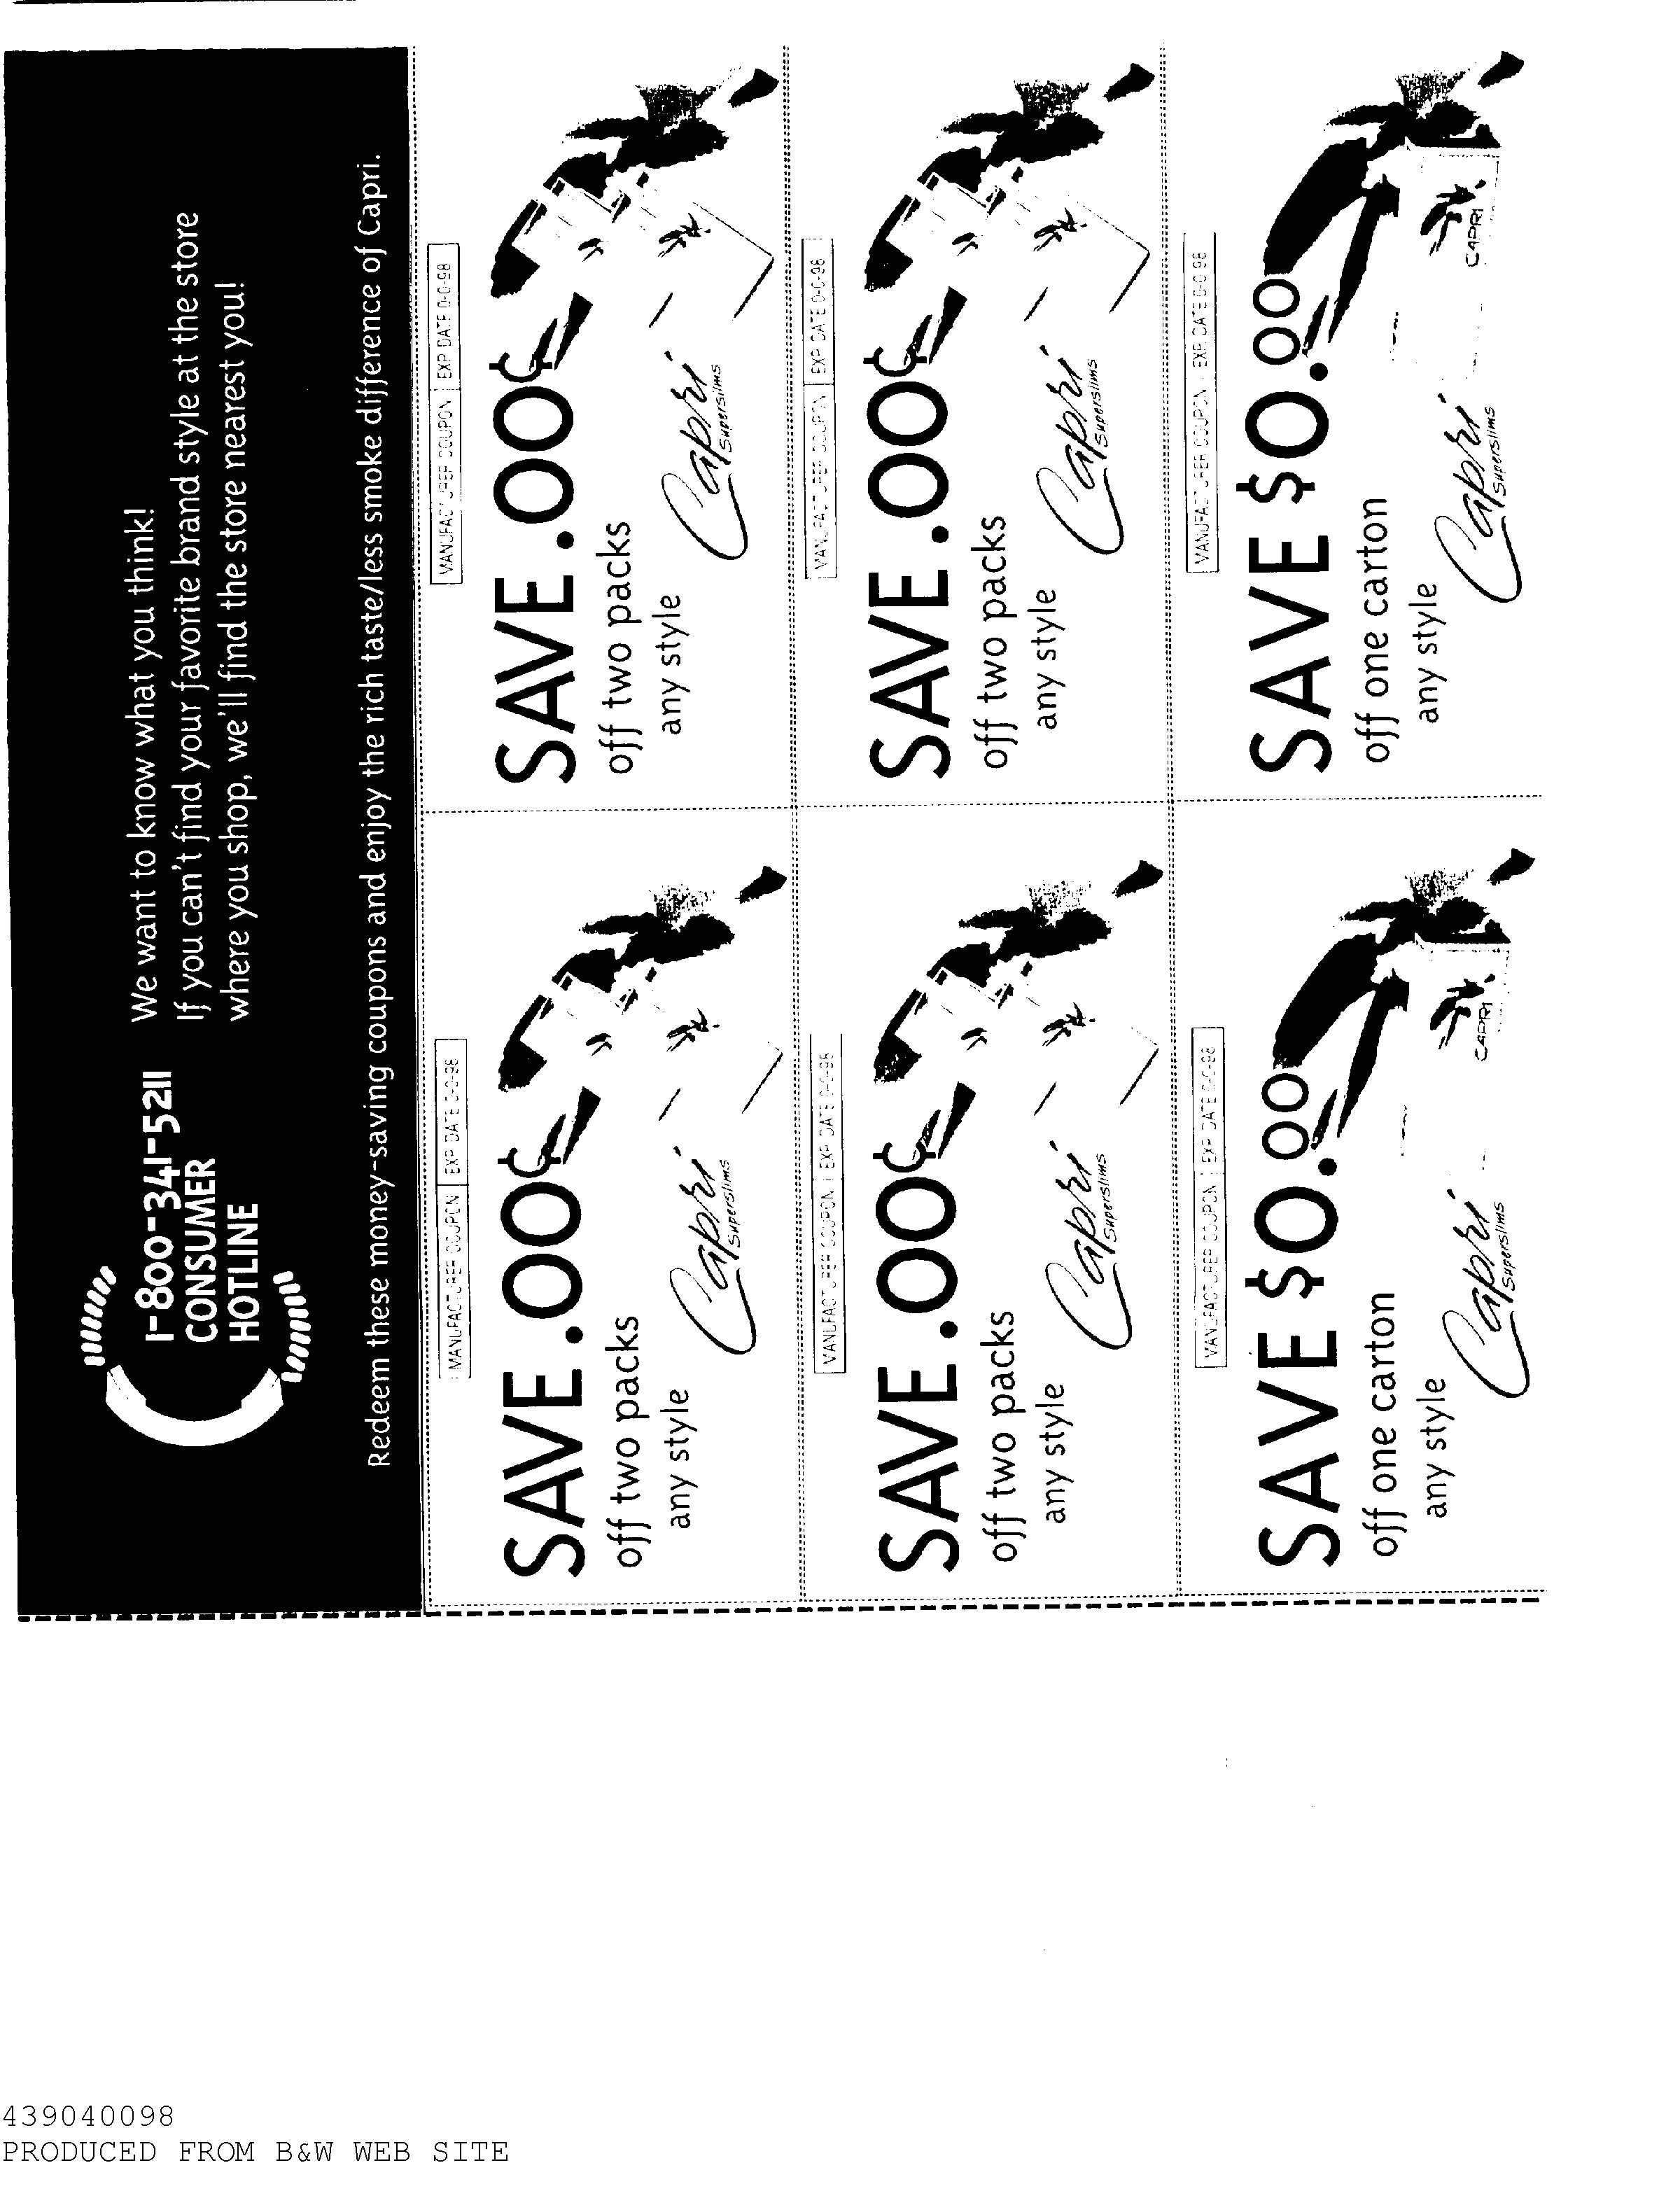 1-800-341-5211
CONSUMER
HOTLINE
We want to know what you think!
If you can't find your favorite brand style at the store
where you shop, we'll find the store nearest you!
Redeem these money-saving coupons and enjoy the rich taste/less smoke difference of Capri.
MANUFACTURER COUPON EXP DATE 0-0-98
SAVE .00¢
off two packs
any style
Capri
Superslims
MANUFACTURER COUPON EXP DATE 0-0-98
SAVE .00¢
off two packs
any style
Capri
Superslims
MANUFACTURER COUPON EXP DATE 0-0-98
SAVE .00¢
off two packs
any style
Capri
Superslims
MANUFACTURER COUPON EXP DATE 0-0-98
SAVE .00¢
off two packs
any style
Capri
Superslims
MANUFACTURER COUPON EXP DATE 0-0-98
SAVE $0.00
off one carton
any style
Capri
Superslims
CAPRI
MANUFACTURER COUPON EXP DATE 0-0-98
SAVE $0.00
off one carton
any style
Capri
Superslims
CAPRI
439040098
PRODUCED FROM B&W WEB SITE